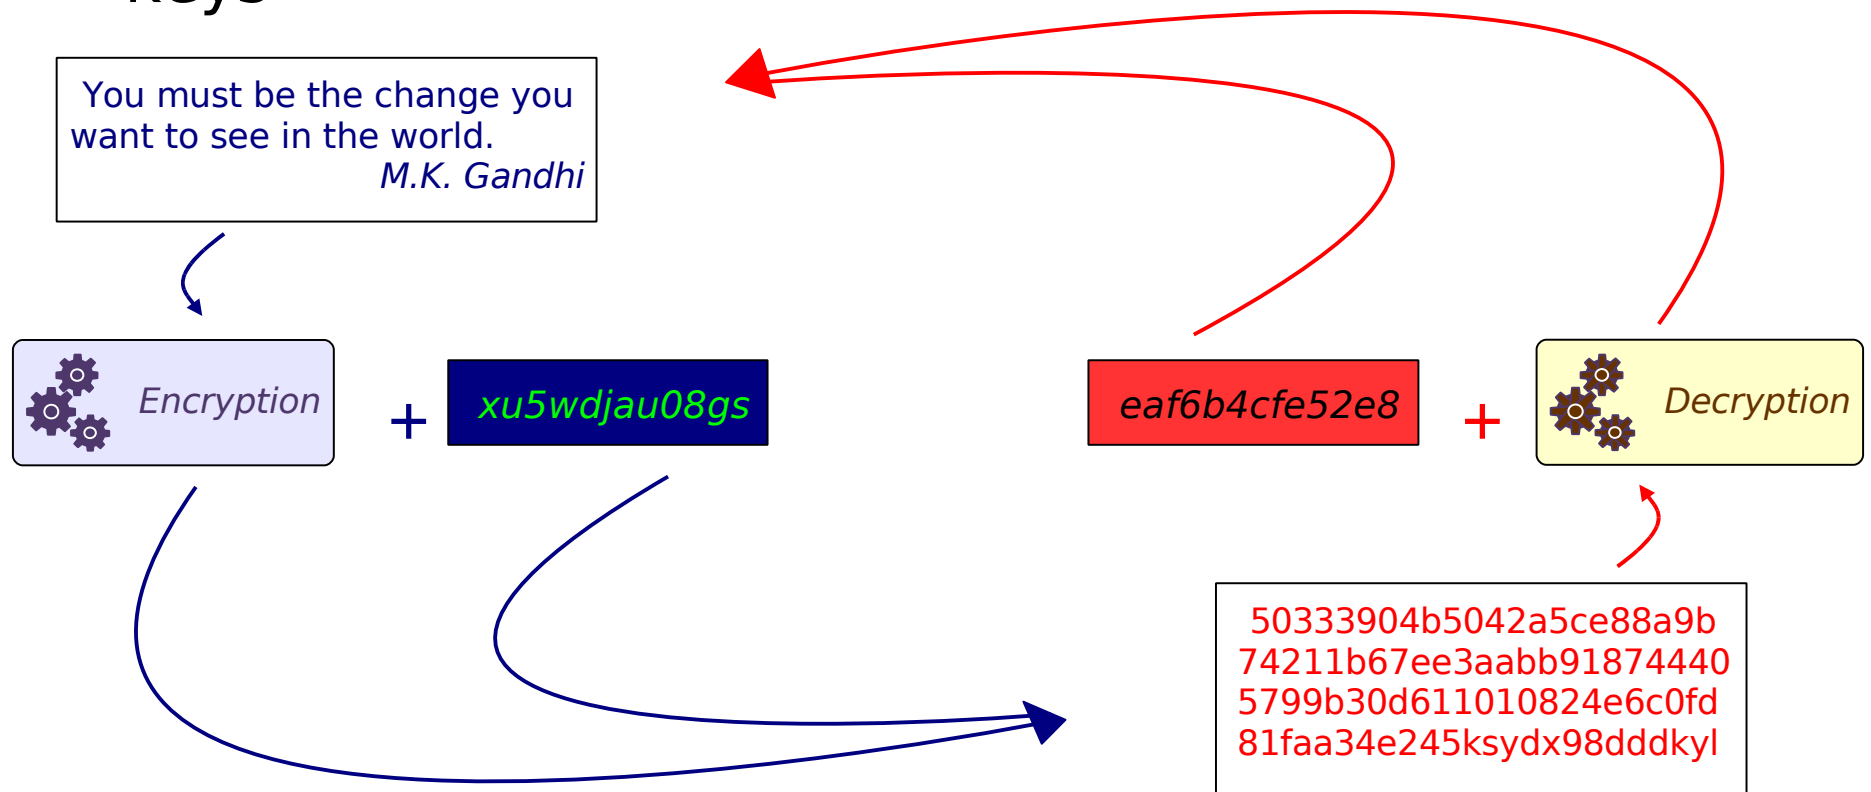 keys
You must be the change you
want to see in the world.
M.K. Gandhi
Encryption
+
xu5wdjau08gs
eaf6b4cfe52e8
+
Decryption
50333904b5042a5ce88a9b
74211b67ee3aabb91874440
5799b30d611010824e6c0fd
81faa34e245ksydx98dddkyl